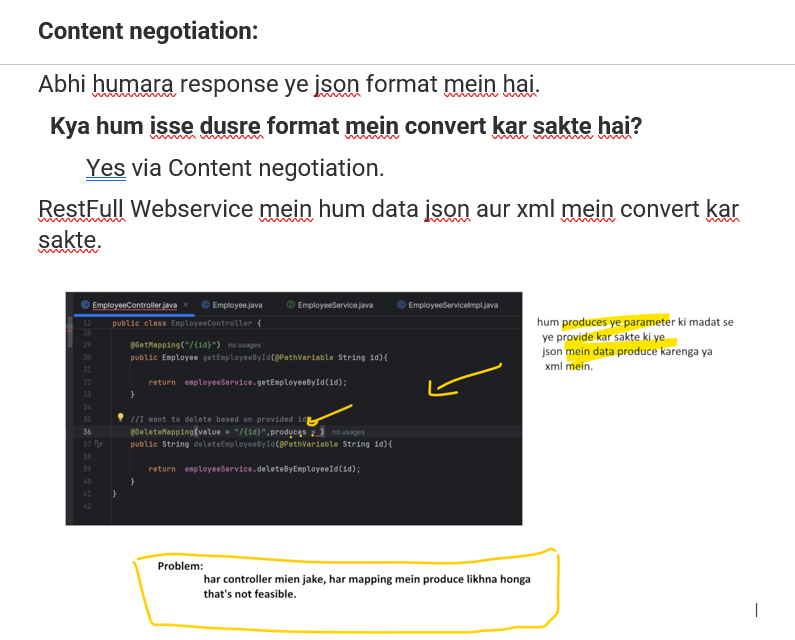 Content negotiation:
Abhi humara response ye json format mein hai.
Kya hum isse dusre format mein convert kar sakte hai?
Yes via Content negotiation.
RestFull Webservice mein hum data json aur xml mein convert kar
sakte.
EmployeeController.java × Employee.java EmployeeService.java EmployeeServiceImpl.java
12 public class EmployeeController {
29 @GetMapping("/{id}") no usages
30 public Employee getEmployeeById(@PathVariable String id){
31
32 return employeeService.getEmployeeById(id);
33 }
34
35 //I want to delete based on provided id
36 @DeleteMapping(value = "/{id}",produces = ) no usages
37 public String deleteEmployeeById(@PathVariable String id){
38
39 return employeeService.deleteByEmployeeId(id);
40 }
41 }
42
hum produces ye parameter ki madat se
ye provide kar sakte ki ye
json mein data produce karenga ya
xml mein.
Problem:
har controller mien jake, har mapping mein produce likhna honga
that's not feasible.